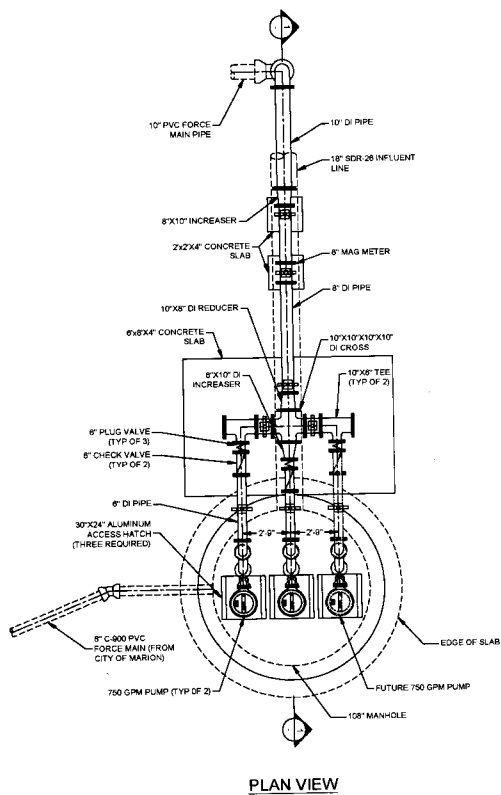 10" PVC FORCE
MAIN PIPE
10" DI PIPE
18" SDR-26 INFLUENT
LINE
8"X10" INCREASER
2'x2'X4" CONCRETE
SLAB
8" MAG METER
8" DI PIPE
10"X8" DI REDUCER
6'x8'X4" CONCRETE
SLAB
10"X10"X10"X10"
DI CROSS
6"X10" DI
INCREASER
10"X6" TEE
(TYP OF 2)
6" PLUG VALVE
(TYP OF 3)
6" CHECK VALVE
(TYP OF 2)
6" DI PIPE
30"X24" ALUMINUM
ACCESS HATCH
(THREE REQUIRED)
2'-9"
2'-9"
8" C-900 PVC
FORCE MAIN (FROM
CITY OF MARION)
EDGE OF SLAB
750 GPM PUMP (TYP OF 2)
FUTURE 750 GPM PUMP
108" MANHOLE
PLAN VIEW